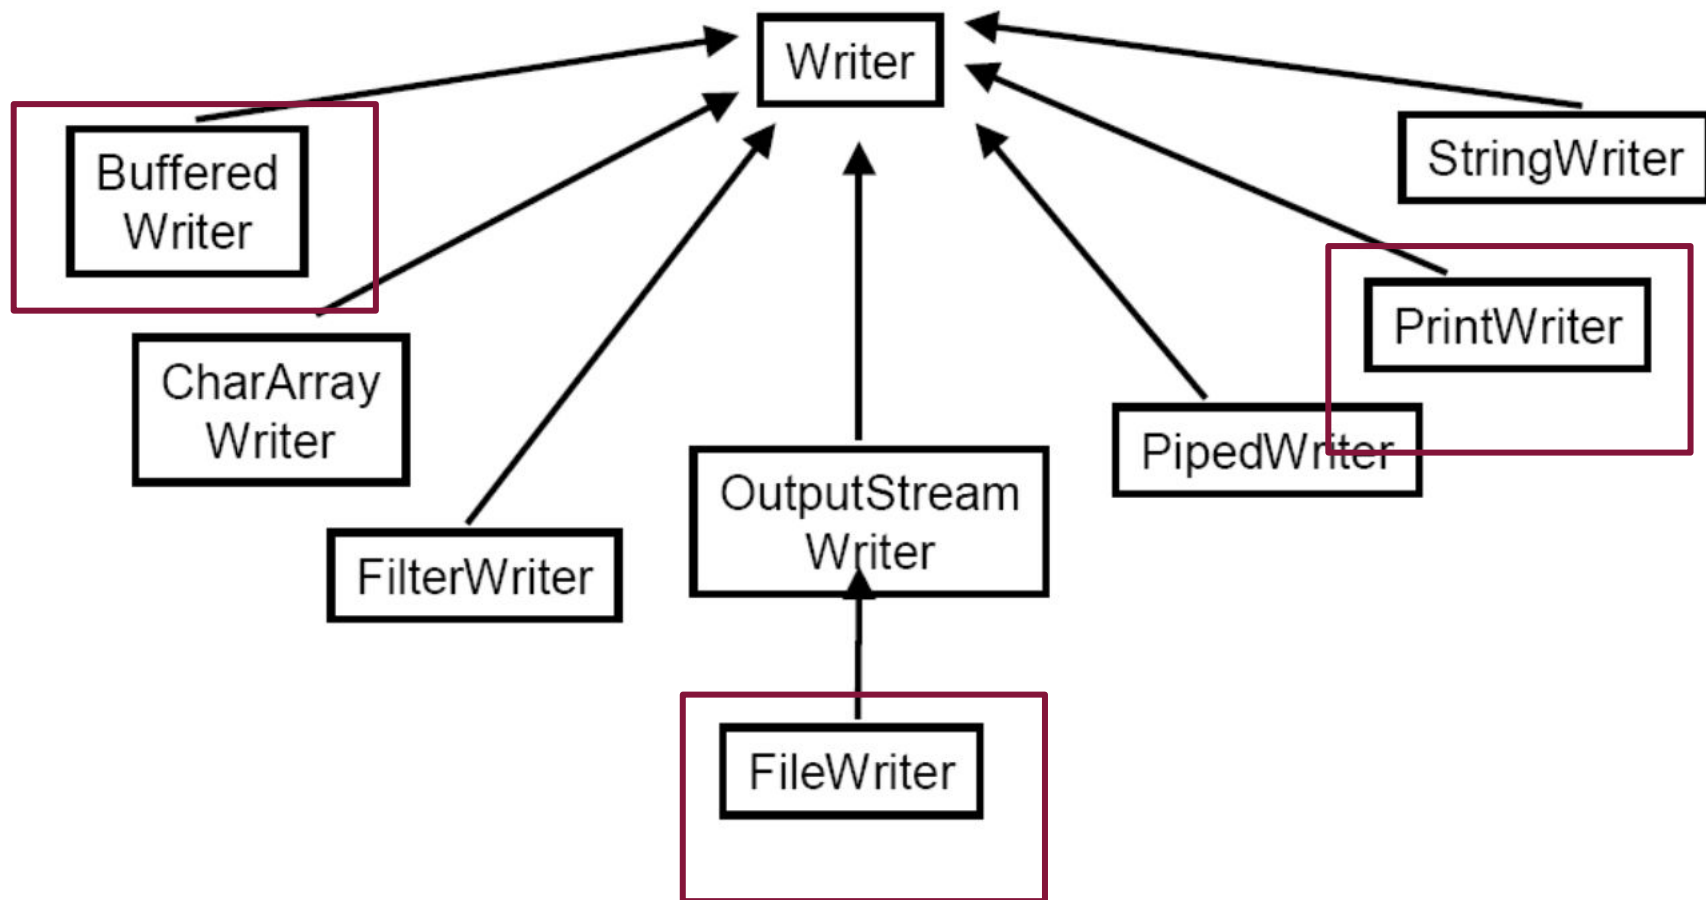 Writer
Buffered
Writer
StringWriter
PrintWriter
CharArray
Writer
PipedWriter
OutputStream
Writer
FilterWriter
FileWriter